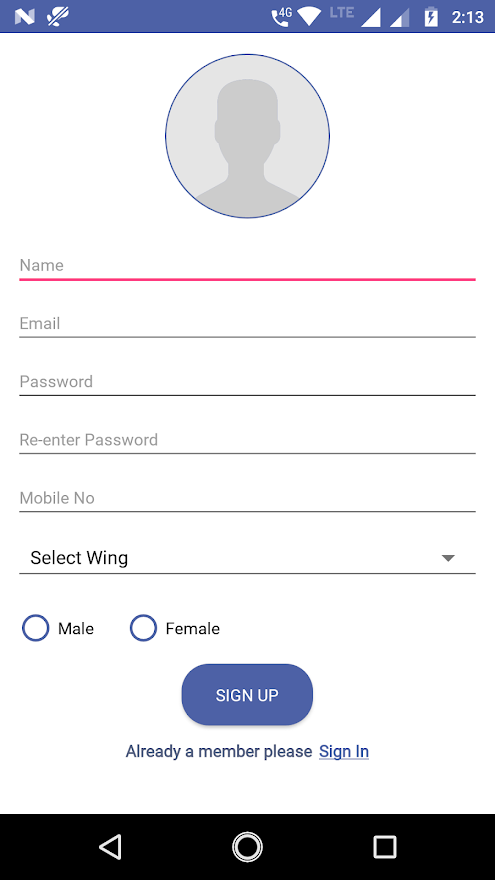 4G LTE 2:13
Name
Email
Password
Re-enter Password
Mobile No
Select Wing
Male Female
SIGN UP
Already a member please Sign In